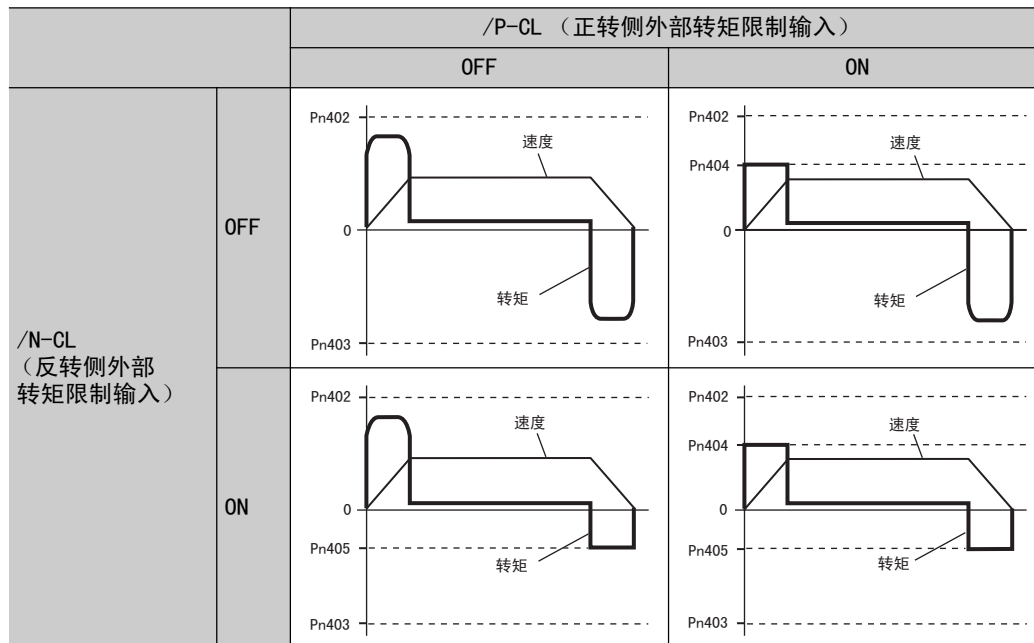 /P-CL （正转侧外部转矩限制输入）
OFF
ON
/N-CL
（反转侧外部
转矩限制输入）
OFF
Pn402
速度
0
转矩
Pn403
Pn402
Pn404
速度
0
转矩
Pn403
ON
Pn402
速度
0
Pn405
转矩
Pn403
Pn402
Pn404
速度
0
Pn405
转矩
Pn403